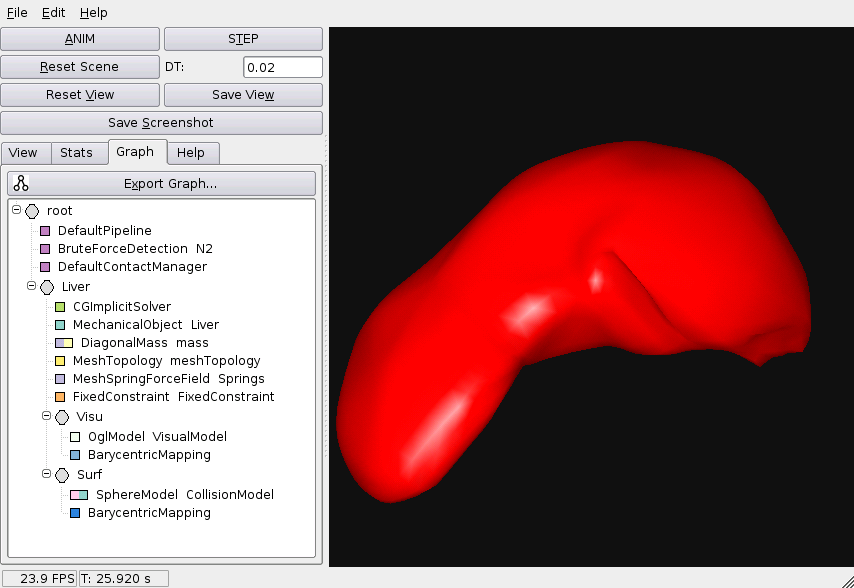 File Edit Help
ANIM STEP
Reset Scene DT: 0.02
Reset View Save View
Save Screenshot
View Stats Graph Help
Export Graph...
root
DefaultPipeline
BruteForceDetection N2
DefaultContactManager
Liver
CGImplicitSolver
MechanicalObject Liver
DiagonalMass mass
MeshTopology meshTopology
MeshSpringForceField Springs
FixedConstraint FixedConstraint
Visu
OglModel VisualModel
BarycentricMapping
Surf
SphereModel CollisionModel
BarycentricMapping
23.9 FPS T: 25.920 s